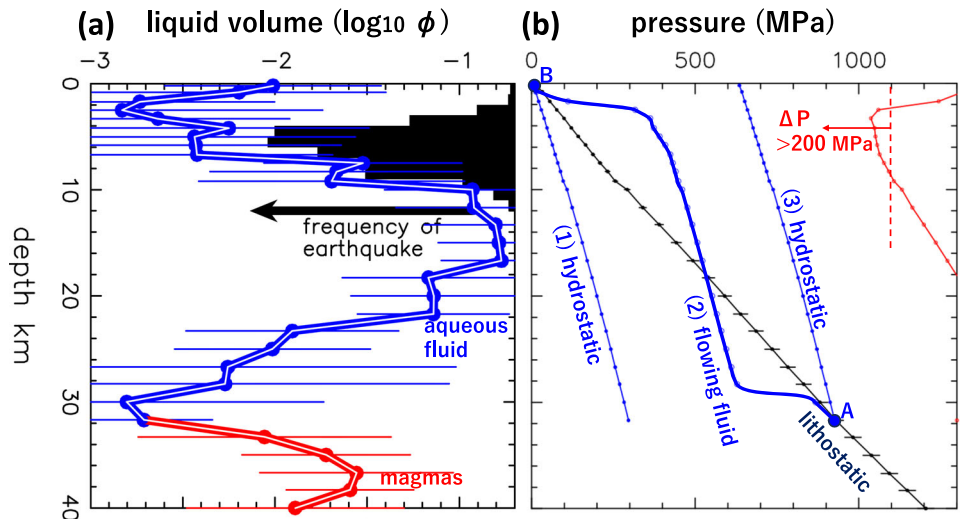 (a) liquid volume (log10 ϕ)
(b) pressure (MPa)
−3 −2 −1
0 500 1000
0
10
20
30
40
depth km
frequency of
earthquake
aqueous
fluid
magmas
B
A
(1) hydrostatic
(2) flowing fluid
(3) hydrostatic
lithostatic
Δ P
>200 MPa